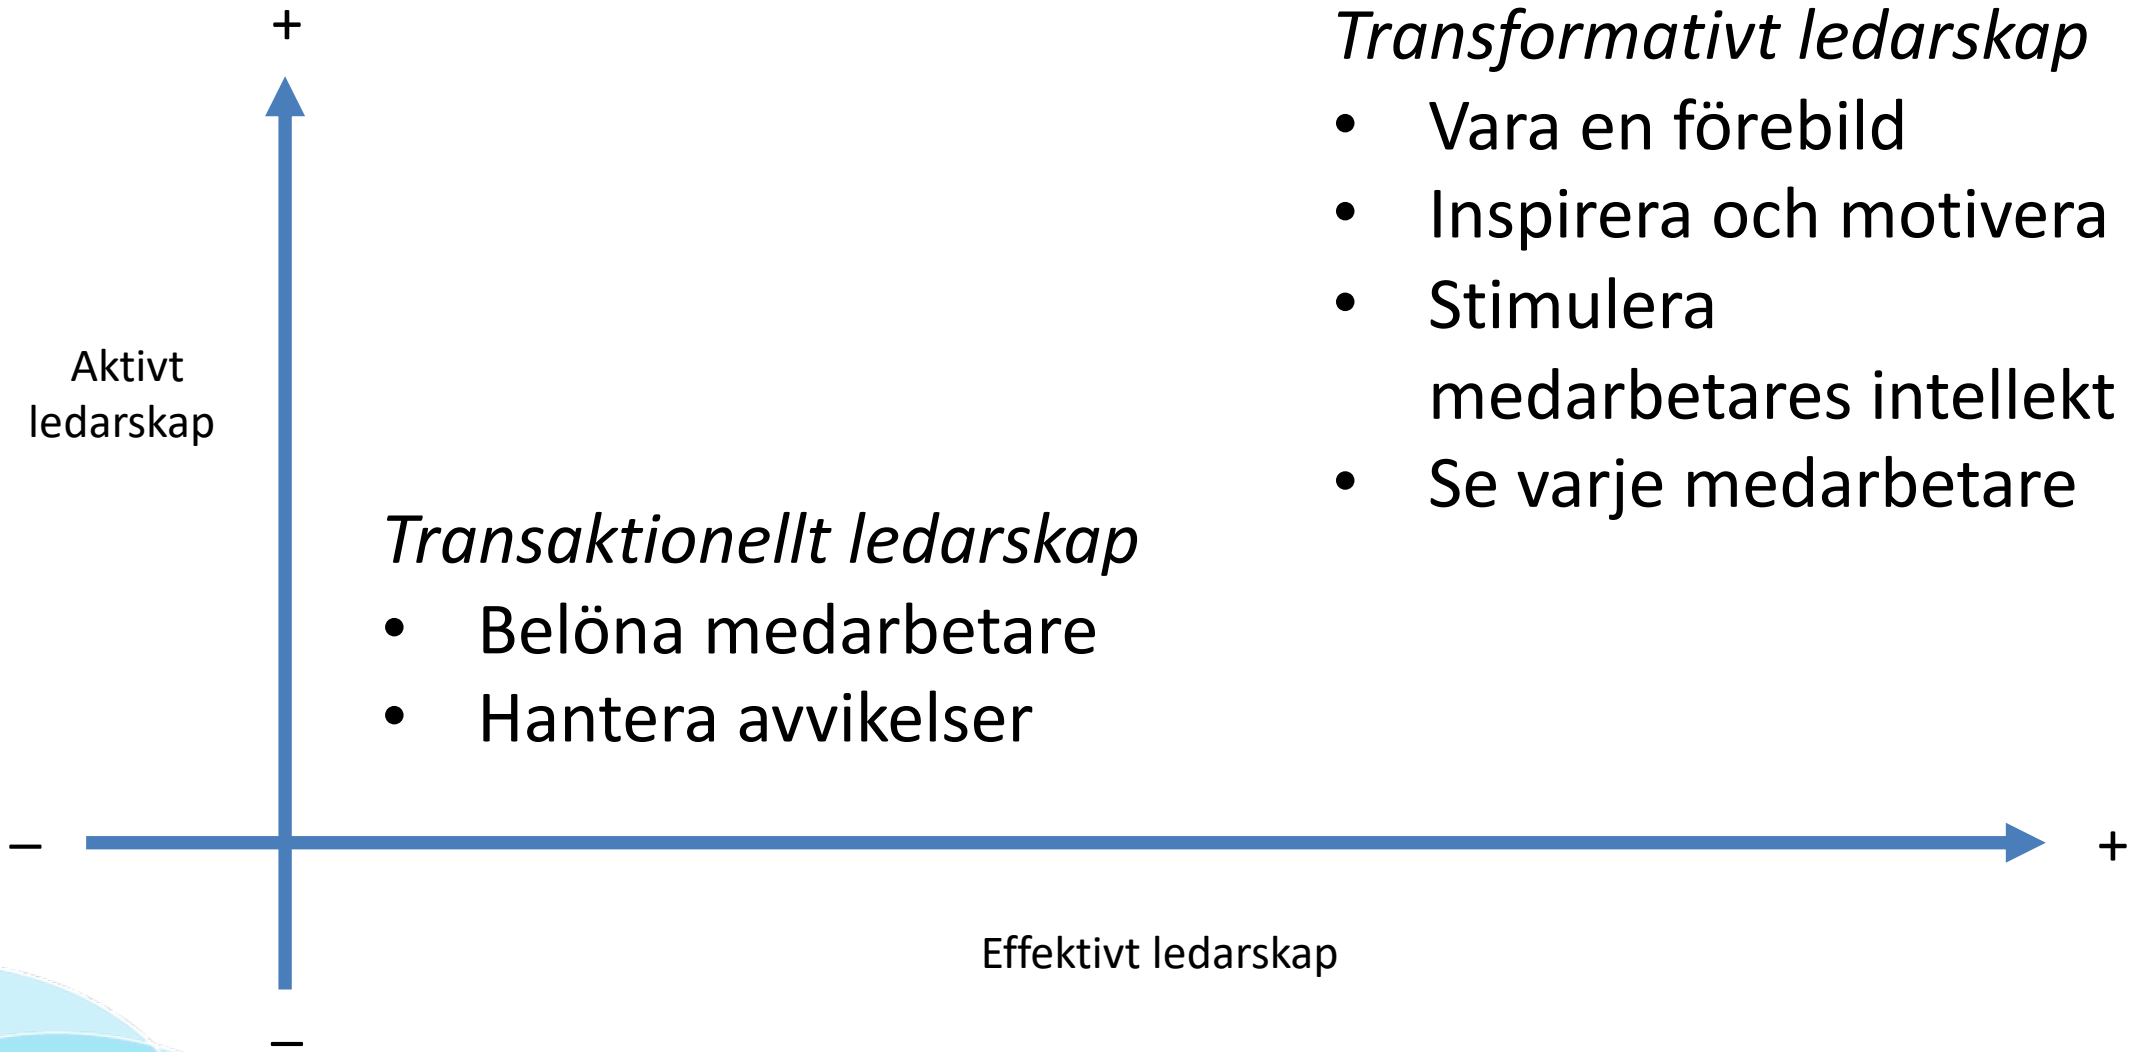 +
Transformativt ledarskap
• Vara en förebild
• Inspirera och motivera
• Stimulera
medarbetares intellekt
• Se varje medarbetare
Aktivt
ledarskap
Transaktionellt ledarskap
• Belöna medarbetare
• Hantera avvikelser
– +
Effektivt ledarskap
–